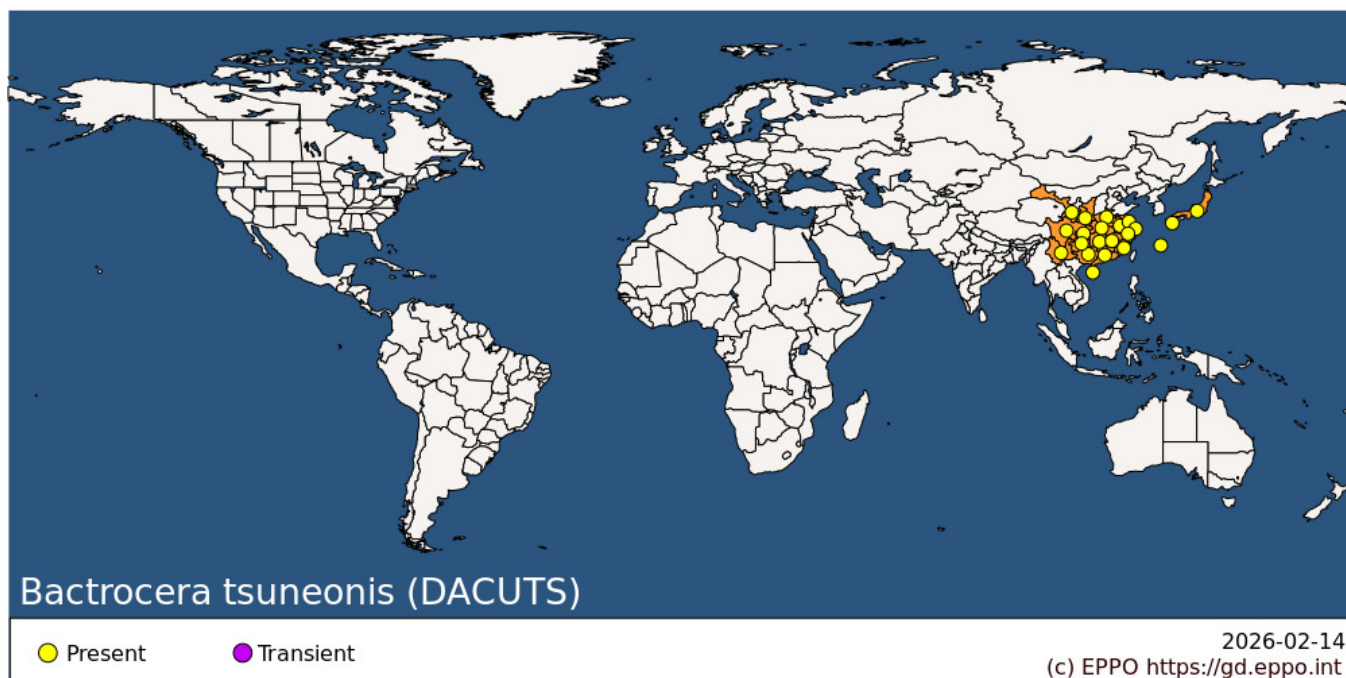 Bactrocera tsuneonis (DACUTS)
Present
Transient
2026-02-14
(c) EPPO https://gd.eppo.int